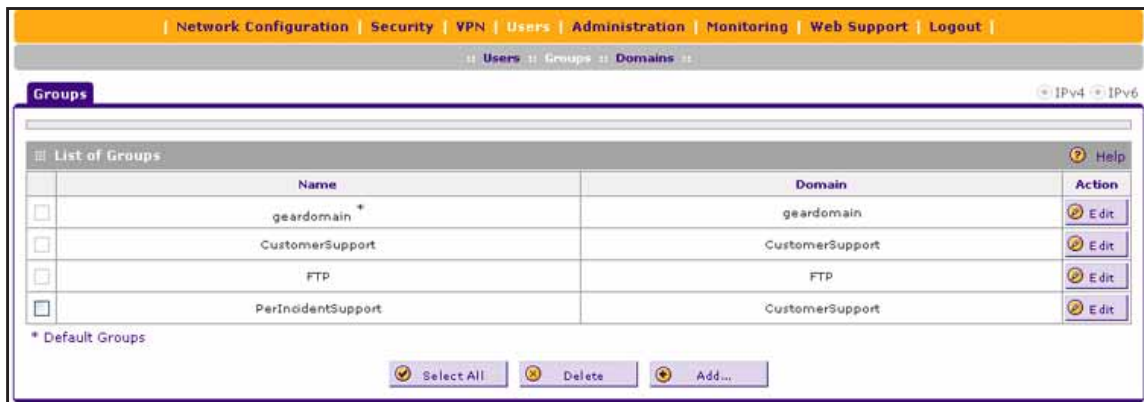 | Network Configuration | Security | VPN | Users | Administration | Monitoring | Web Support | Logout |
:: Users :: Groups :: Domains ::
Groups IPv4 IPv6
List of Groups Help
Name Domain Action
geardomain * geardomain Edit
CustomerSupport CustomerSupport Edit
FTP FTP Edit
PerIncidentSupport CustomerSupport Edit
* Default Groups
Select All Delete Add...